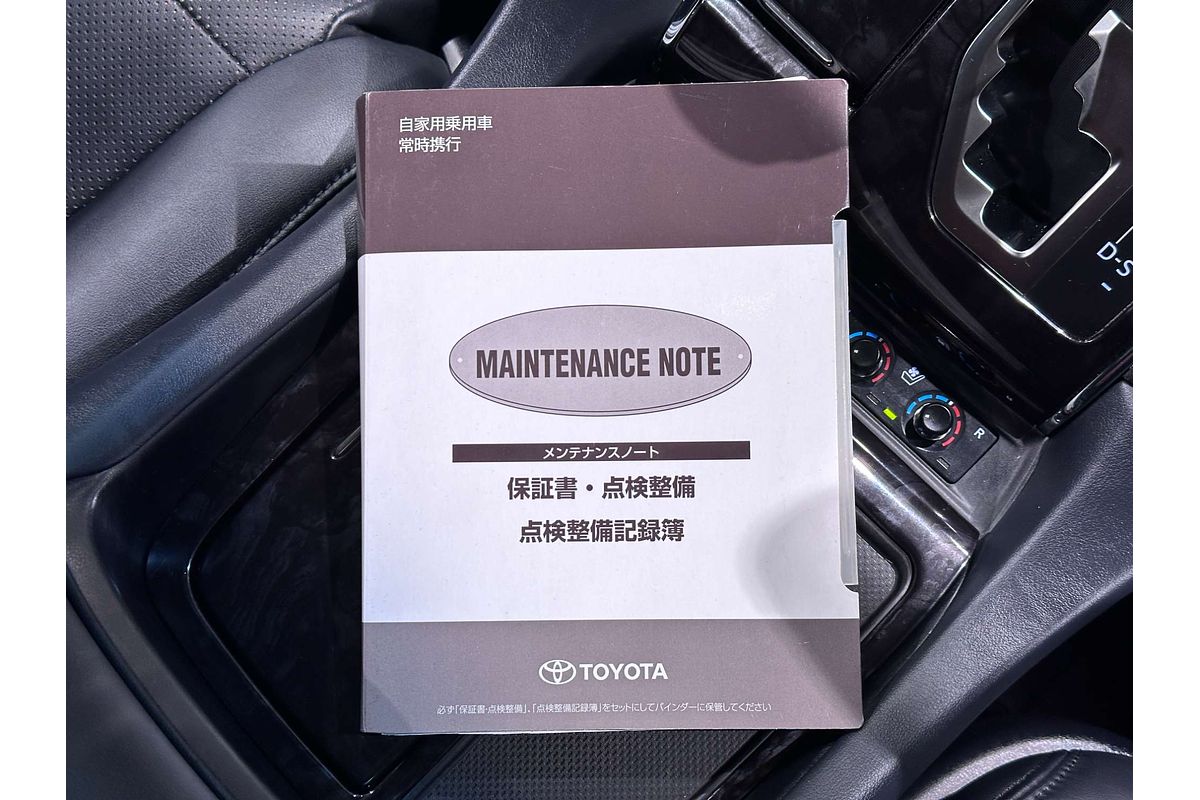 自家用乗用車
常時携行
MAINTENANCE NOTE
メンテナンスノート
保証書・点検整備
点検整備記録簿
TOYOTA
必ず「保証書・点検整備」、「点検整備記録簿」をセットにしてバインダーに保管してください
D-S
R